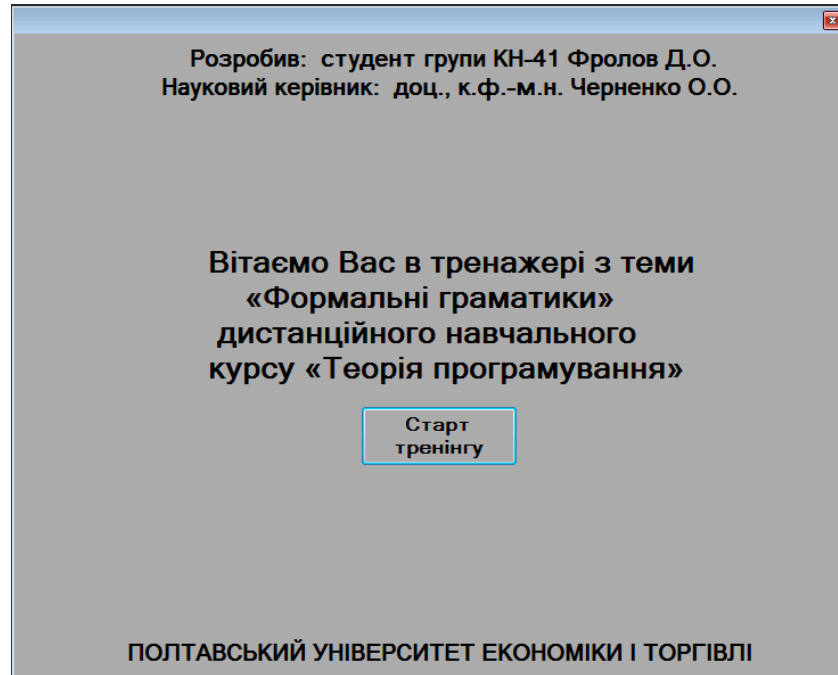 Розробив: студент групи КН-41 Фролов Д.О.
Науковий керівник: доц., к.ф.-м.н. Черненко О.О.
Вітаємо Вас в тренажері з теми
«Формальні граматики»
дистанційного навчального
курсу «Теорія програмування»
Старт
тренінгу
ПОЛТАВСЬКИЙ УНІВЕРСИТЕТ ЕКОНОМІКИ І ТОРГІВЛІ